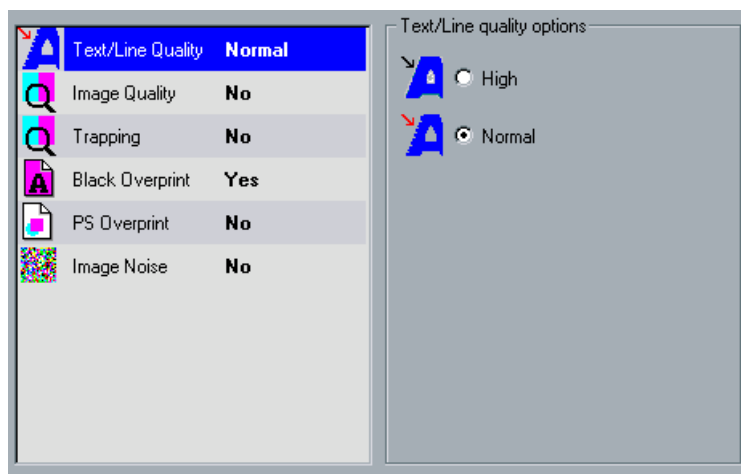 Text/Line Quality Normal
Image Quality No
Trapping No
Black Overprint Yes
PS Overprint No
Image Noise No
Text/Line quality options
High
Normal